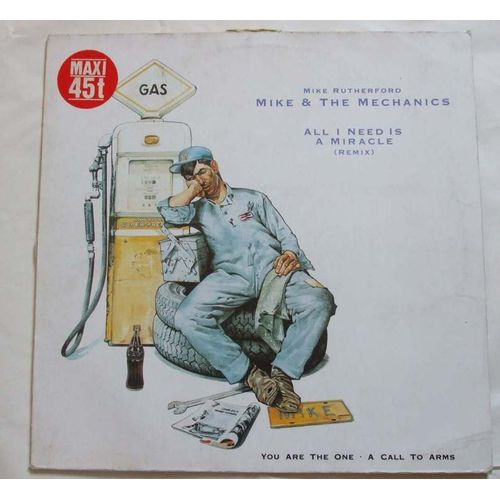 MAXI
45t
GAS
MIKE RUTHERFORD
MIKE & THE MECHANICS
ALL I NEED IS
A MIRACLE
(REMIX)
MIKE
YOU ARE THE ONE · A CALL TO ARMS